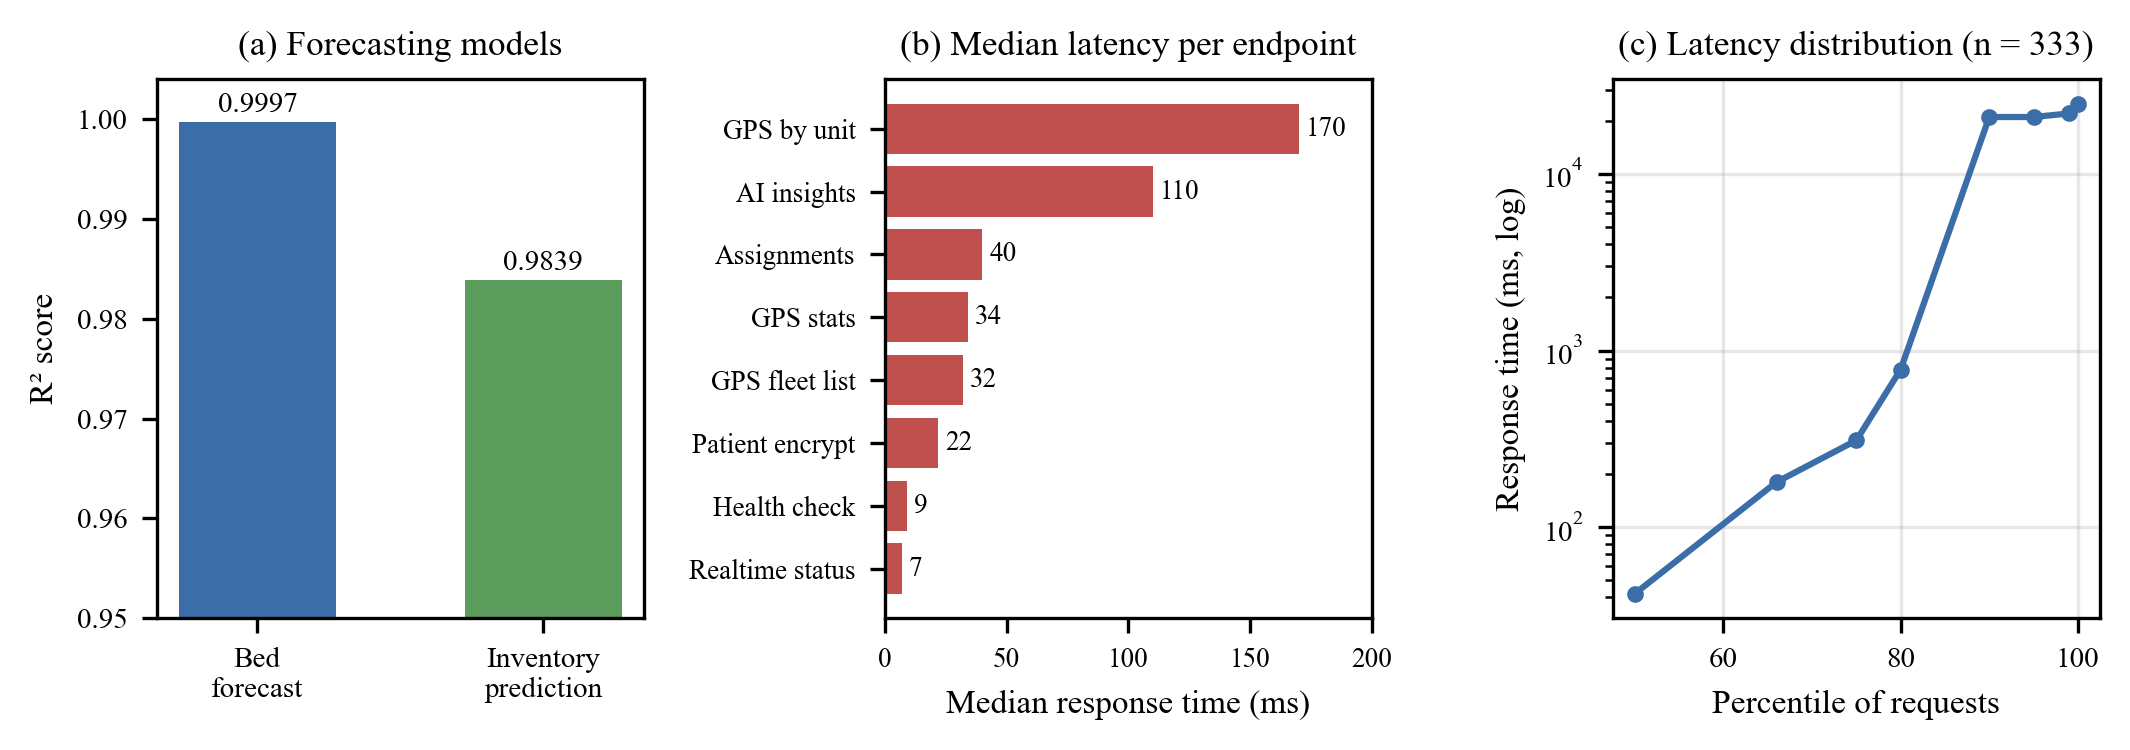 (a) Forecasting models
R² score
1.00
0.99
0.98
0.97
0.96
0.95
0.9997
0.9839
Bed
forecast
Inventory
prediction
(b) Median latency per endpoint
GPS by unit
170
AI insights
110
Assignments
40
GPS stats
34
GPS fleet list
32
Patient encrypt
22
Health check
9
Realtime status
7
0 50 100 150 200
Median response time (ms)
(c) Latency distribution (n = 333)
Response time (ms, log)
10⁴
10³
10²
60 80 100
Percentile of requests